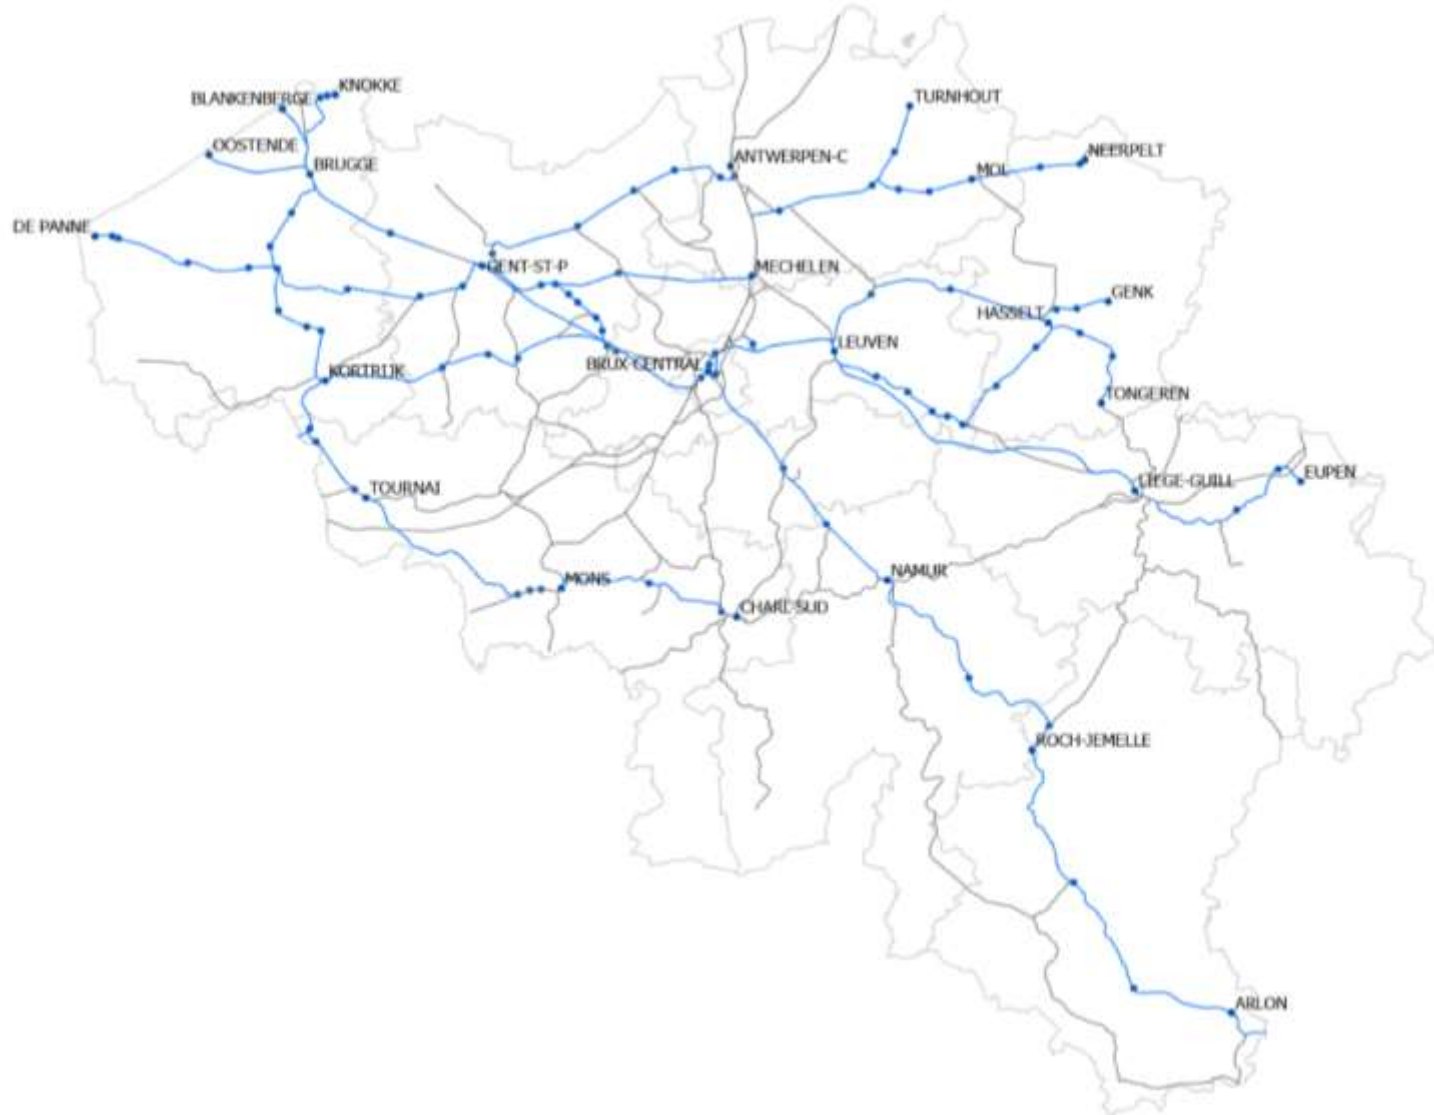 KNOKKE
BLANKENBERGE
TURNHOUT
OOSTENDE
NEERPELT
ANTWERPEN-C
BRUGGE
MOL
DE PANNE
GENT-ST-P
MECHELEN
GENK
HASSELT
LEUVEN
BRUX-CENTRAL
KORTRIJK
TONGEREN
EUPEN
LIEGE-GUILL
TOURNAI
NAMUR
MONS
CHARL-SUD
ROCH-JEMELLE
ARLON